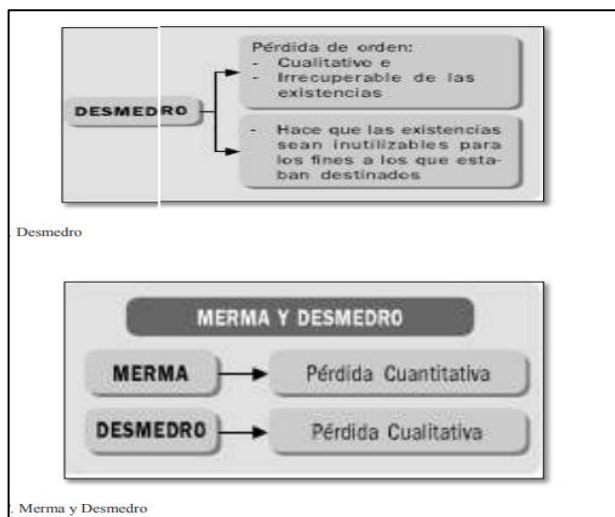 Pérdida de orden:
- Cualitativo e
- Irrecuperable de las
existencias
DESMEDRO
- Hace que las existencias
sean inutilizables para
los fines a los que esta-
ban destinados
. Desmedro
MERMA Y DESMEDRO
MERMA
Pérdida Cuantitativa
DESMEDRO
Pérdida Cualitativa
. Merma y Desmedro